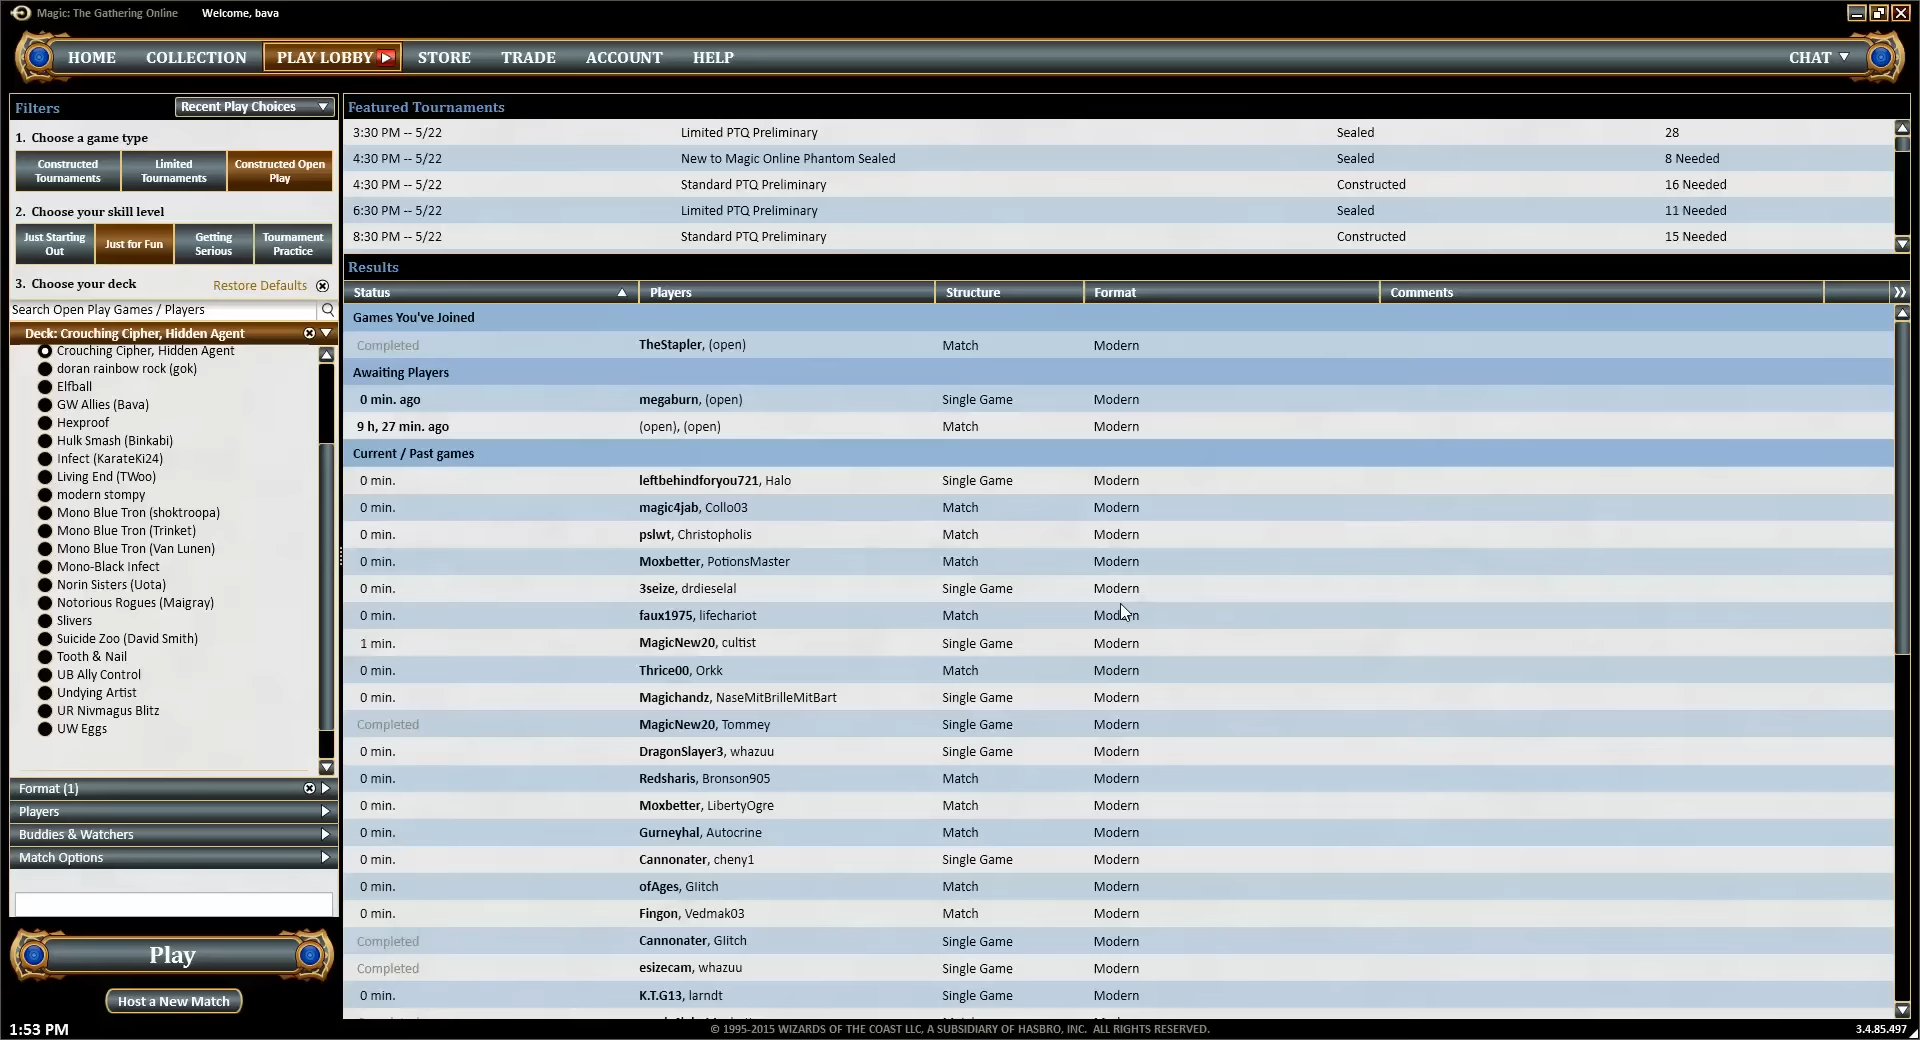 Magic: The Gathering Online Welcome, bava
HOME COLLECTION PLAY LOBBY STORE TRADE ACCOUNT HELP CHAT
Filters Recent Play Choices
1. Choose a game type
Constructed Tournaments Limited Tournaments Constructed Open Play
2. Choose your skill level
Just Starting Out Just for Fun Getting Serious Tournament Practice
3. Choose your deck Restore Defaults
Search Open Play Games / Players
Deck: Crouching Cipher, Hidden Agent
Crouching Cipher, Hidden Agent
doran rainbow rock (gok)
Elfball
GW Allies (Bava)
Hexproof
Hulk Smash (Binkabi)
Infect (KarateKi24)
Living End (TWoo)
modern stompy
Mono Blue Tron (shoktroopa)
Mono Blue Tron (Trinket)
Mono Blue Tron (Van Lunen)
Mono-Black Infect
Norin Sisters (Uota)
Notorious Rogues (Maigray)
Slivers
Suicide Zoo (David Smith)
Tooth & Nail
UB Ally Control
Undying Artist
UR Nivmagus Blitz
UW Eggs
Format (1)
Players
Buddies & Watchers
Match Options
Play
Host a New Match
1:53 PM
Featured Tournaments
3:30 PM -- 5/22 Limited PTQ Preliminary Sealed 28
4:30 PM -- 5/22 New to Magic Online Phantom Sealed Sealed 8 Needed
4:30 PM -- 5/22 Standard PTQ Preliminary Constructed 16 Needed
6:30 PM -- 5/22 Limited PTQ Preliminary Sealed 11 Needed
8:30 PM -- 5/22 Standard PTQ Preliminary Constructed 15 Needed
Results
Status Players Structure Format Comments
Games You've Joined
Completed TheStapler, (open) Match Modern
Awaiting Players
0 min. ago megaburn, (open) Single Game Modern
9 h, 27 min. ago (open), (open) Match Modern
Current / Past games
0 min. leftbehindforyou721, Halo Single Game Modern
0 min. magic4jab, Collo03 Match Modern
0 min. pslwt, Christopholis Match Modern
0 min. Moxbetter, PotionsMaster Match Modern
0 min. 3seize, drdieselal Single Game Modern
0 min. faux1975, lifechariot Match Modern
1 min. MagicNew20, cultist Single Game Modern
0 min. Thrice00, Orkk Match Modern
0 min. Magichandz, NaseMitBrilleMitBart Single Game Modern
Completed MagicNew20, Tommey Single Game Modern
0 min. DragonSlayer3, whazuu Single Game Modern
0 min. Redsharis, Bronson905 Match Modern
0 min. Moxbetter, LibertyOgre Match Modern
0 min. Gurneyhal, Autocrine Match Modern
0 min. Cannonater, cheny1 Single Game Modern
0 min. ofAges, Glitch Match Modern
0 min. Fingon, Vedmak03 Match Modern
Completed Cannonater, Glitch Single Game Modern
Completed esizecam, whazuu Single Game Modern
0 min. K.T.G13, larndt Single Game Modern
© 1995-2015 WIZARDS OF THE COAST LLC, A SUBSIDIARY OF HASBRO, INC. ALL RIGHTS RESERVED.
3.4.85.497